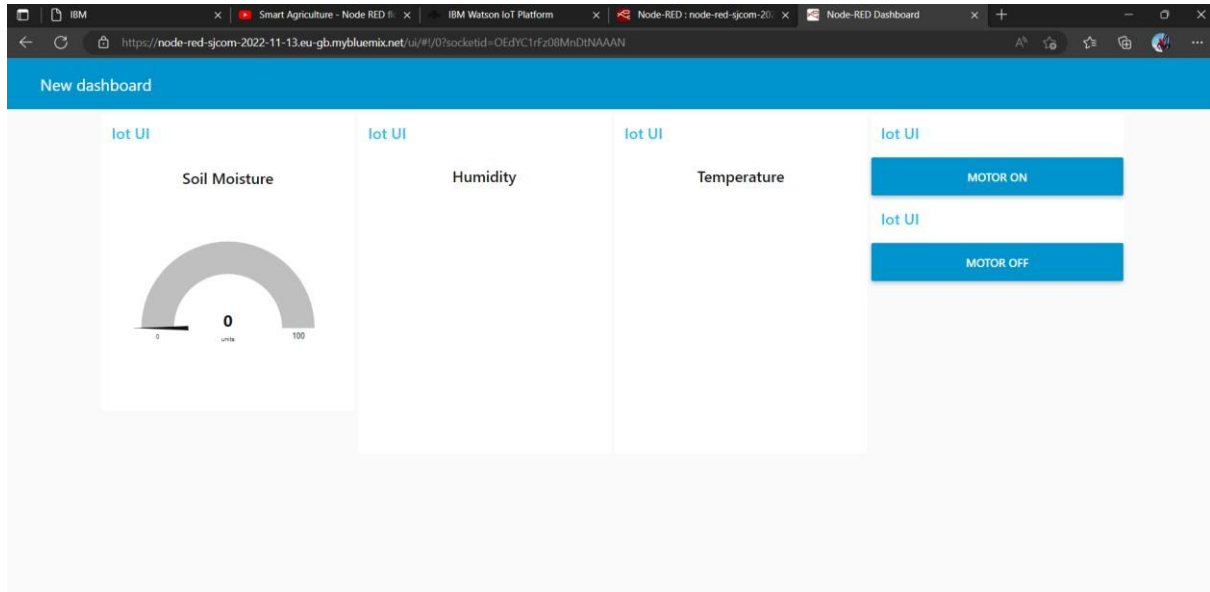 IBM
Smart Agriculture - Node RED fl
IBM Watson IoT Platform
Node-RED : node-red-sjcom-202
Node-RED Dashboard
https://node-red-sjcom-2022-11-13.eu-gb.mybluemix.net/ui/#!/0?socketid=OEdYC1rFz08MnDtNAAAN
New dashboard
Iot UI
Soil Moisture
0
units
0
100
Iot UI
Humidity
Iot UI
Temperature
Iot UI
MOTOR ON
Iot UI
MOTOR OFF